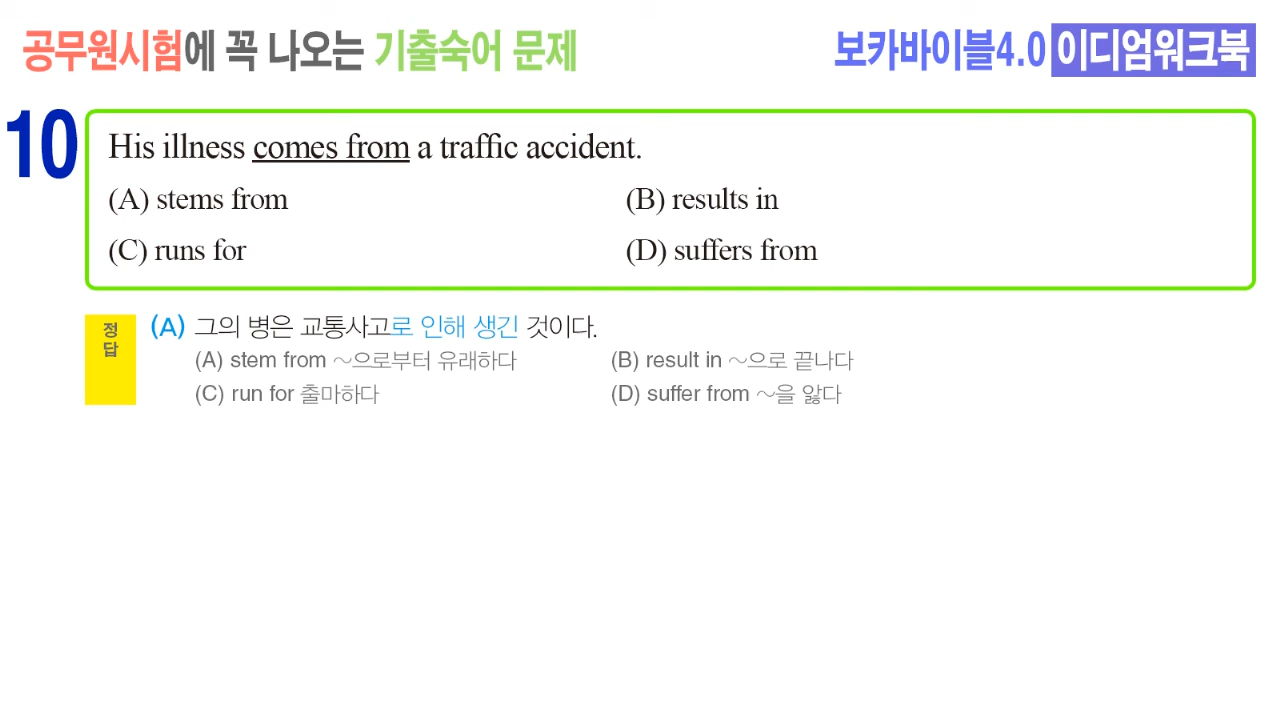 공무원시험에 꼭 나오는 기출숙어 문제
보카바이블4.0 이디엄워크북
10
His illness comes from a traffic accident.
(A) stems from (B) results in
(C) runs for (D) suffers from
정답
(A) 그의 병은 교통사고로 인해 생긴 것이다.
(A) stem from ～으로부터 유래하다 (B) result in ～으로 끝나다
(C) run for 출마하다 (D) suffer from ～을 앓다